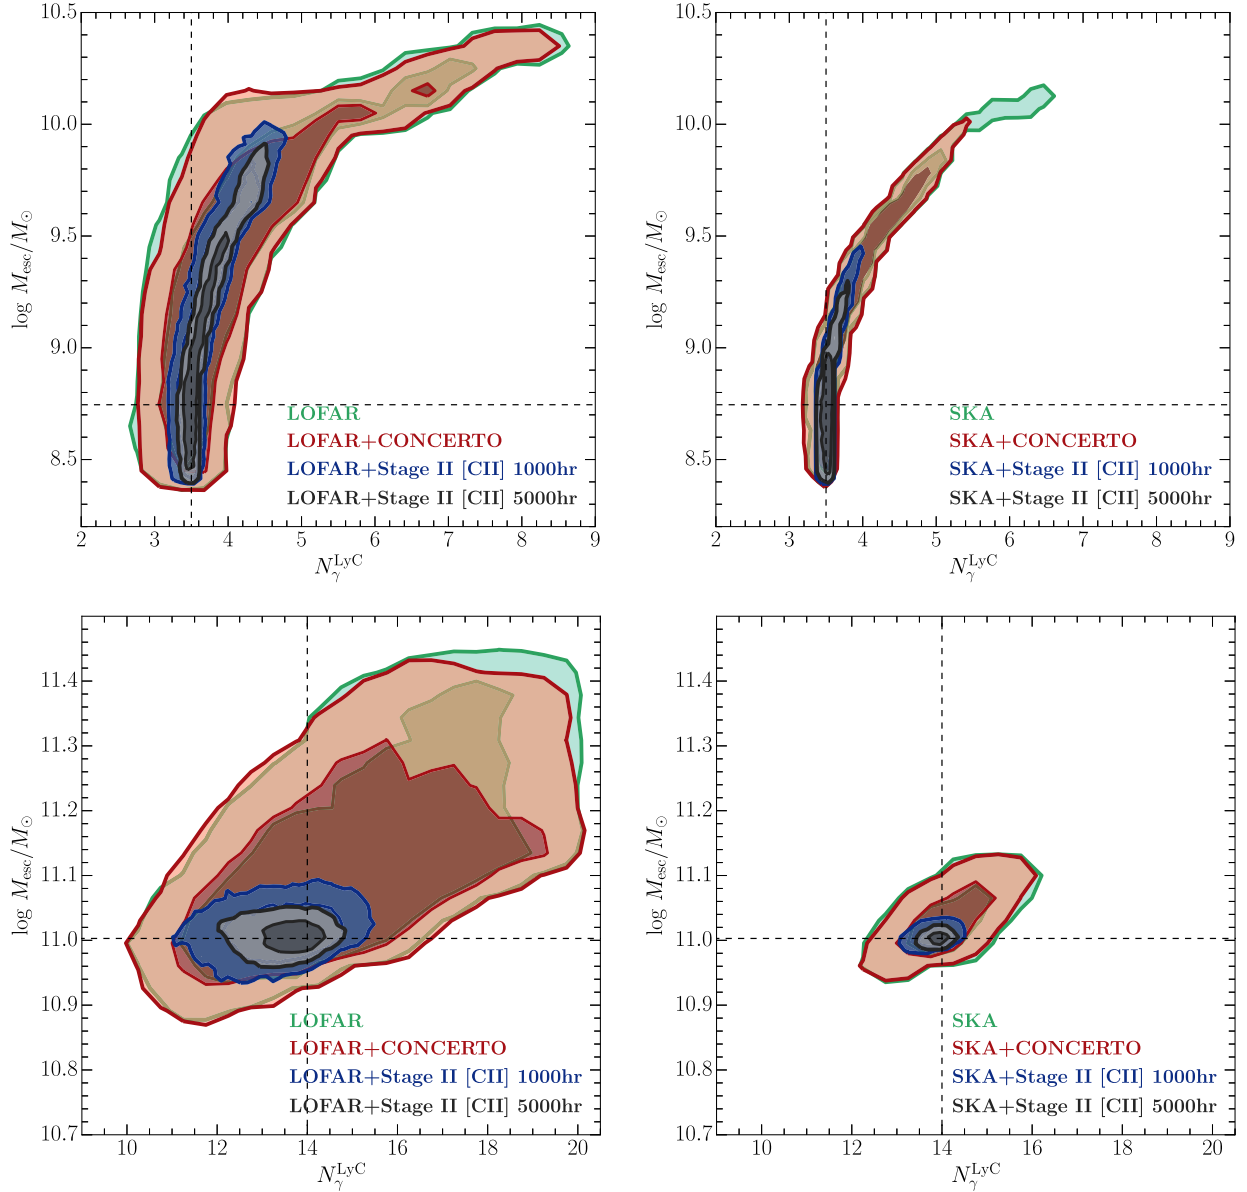 10.5
10.0
9.5
9.0
8.5
log M_esc/M_⊙
2 3 4 5 6 7 8 9
N_γ^LyC
LOFAR
LOFAR+CONCERTO
LOFAR+Stage II [CII] 1000hr
LOFAR+Stage II [CII] 5000hr
10.5
10.0
9.5
9.0
8.5
log M_esc/M_⊙
2 3 4 5 6 7 8 9
N_γ^LyC
SKA
SKA+CONCERTO
SKA+Stage II [CII] 1000hr
SKA+Stage II [CII] 5000hr
11.4
11.3
11.2
11.1
11.0
10.9
10.8
10.7
log M_esc/M_⊙
10 12 14 16 18 20
N_γ^LyC
LOFAR
LOFAR+CONCERTO
LOFAR+Stage II [CII] 1000hr
LOFAR+Stage II [CII] 5000hr
11.4
11.3
11.2
11.1
11.0
10.9
10.8
10.7
log M_esc/M_⊙
10 12 14 16 18 20
N_γ^LyC
SKA
SKA+CONCERTO
SKA+Stage II [CII] 1000hr
SKA+Stage II [CII] 5000hr